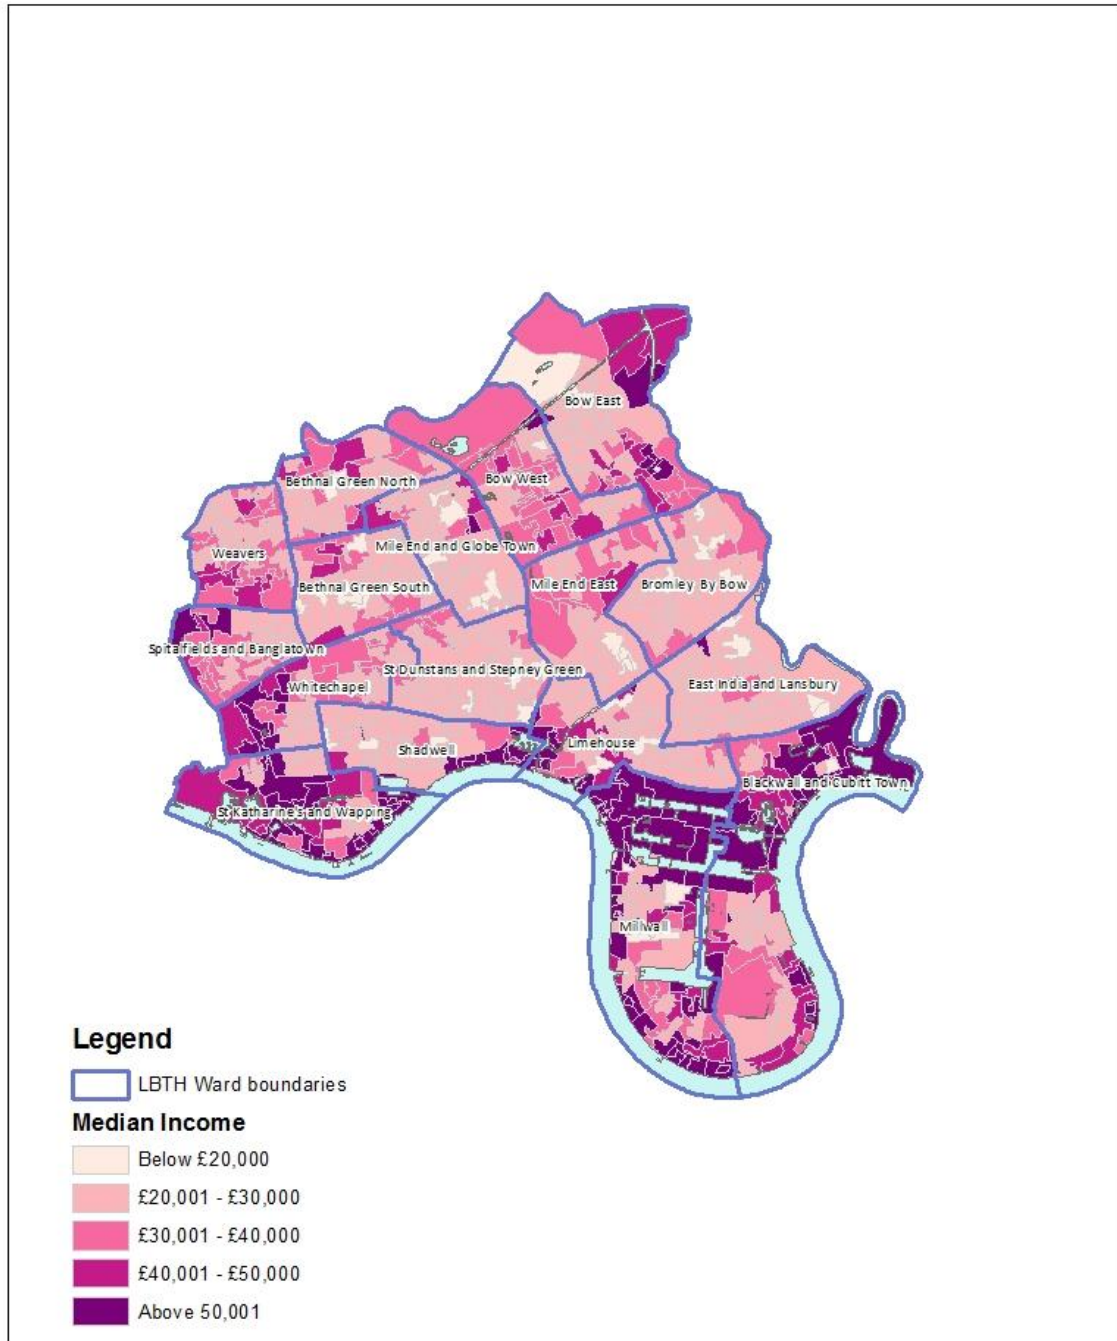 Bow East
Bow West
Bethnal Green North
Weavers
Mile End and Globe Town
Mile End East
Bromley By Bow
Bethnal Green South
Spitalfields and Banglatown
St Dunstans and Stepney Green
Whitechapel
East India and Lansbury
Shadwell
Limehouse
Blackwall and Cubitt Town
St Katharine's and Wapping
Millwall
Legend
LBTH Ward boundaries
Median Income
Below £20,000
£20,001 - £30,000
£30,001 - £40,000
£40,001 - £50,000
Above 50,001